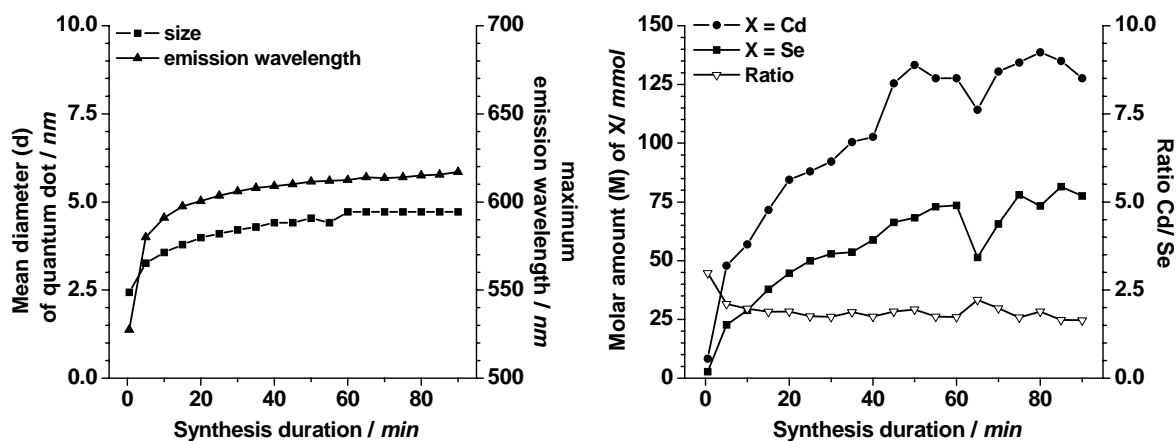 10.0
7.5
5.0
2.5
0.0
Mean diameter (d)
of quantum dot / nm
size
emission wavelength
700
650
600
550
500
maximum
emission wavelength / nm
0 20 40 60 80
Synthesis duration / min
150
125
100
75
50
25
0
Molar amount (M) of X/ mmol
X = Cd
X = Se
Ratio
10.0
7.5
5.0
2.5
0.0
Ratio Cd/ Se
0 20 40 60 80
Synthesis duration / min